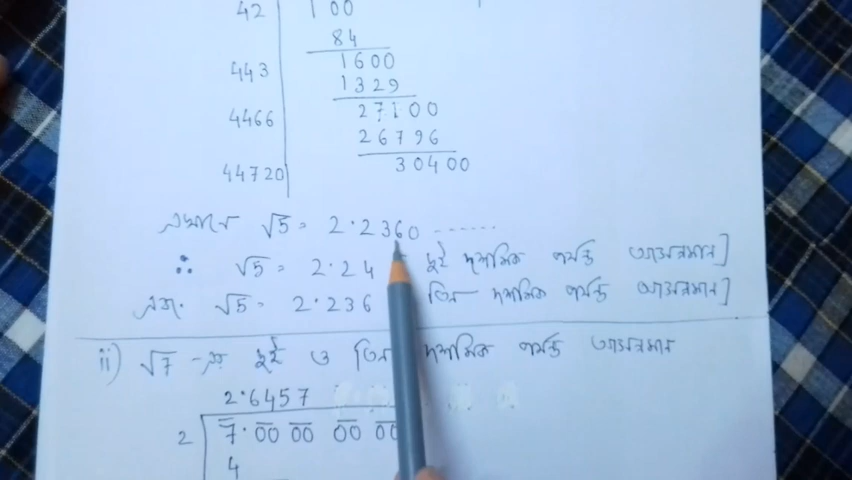 42 100
84
443 1600
1329
4466 27100
26796
44720 30400
এখানে √5 = 2.2360 ......
∴ √5 = 2.24 দুই দশমিক পর্যন্ত আসন্নমান]
এবং √5 = 2.236 তিন দশমিক পর্যন্ত আসন্নমান]
ii) √7 -এর দুই ও তিন দশমিক পর্যন্ত আসন্নমান
2.6457
2 7.00 00 00 00
4